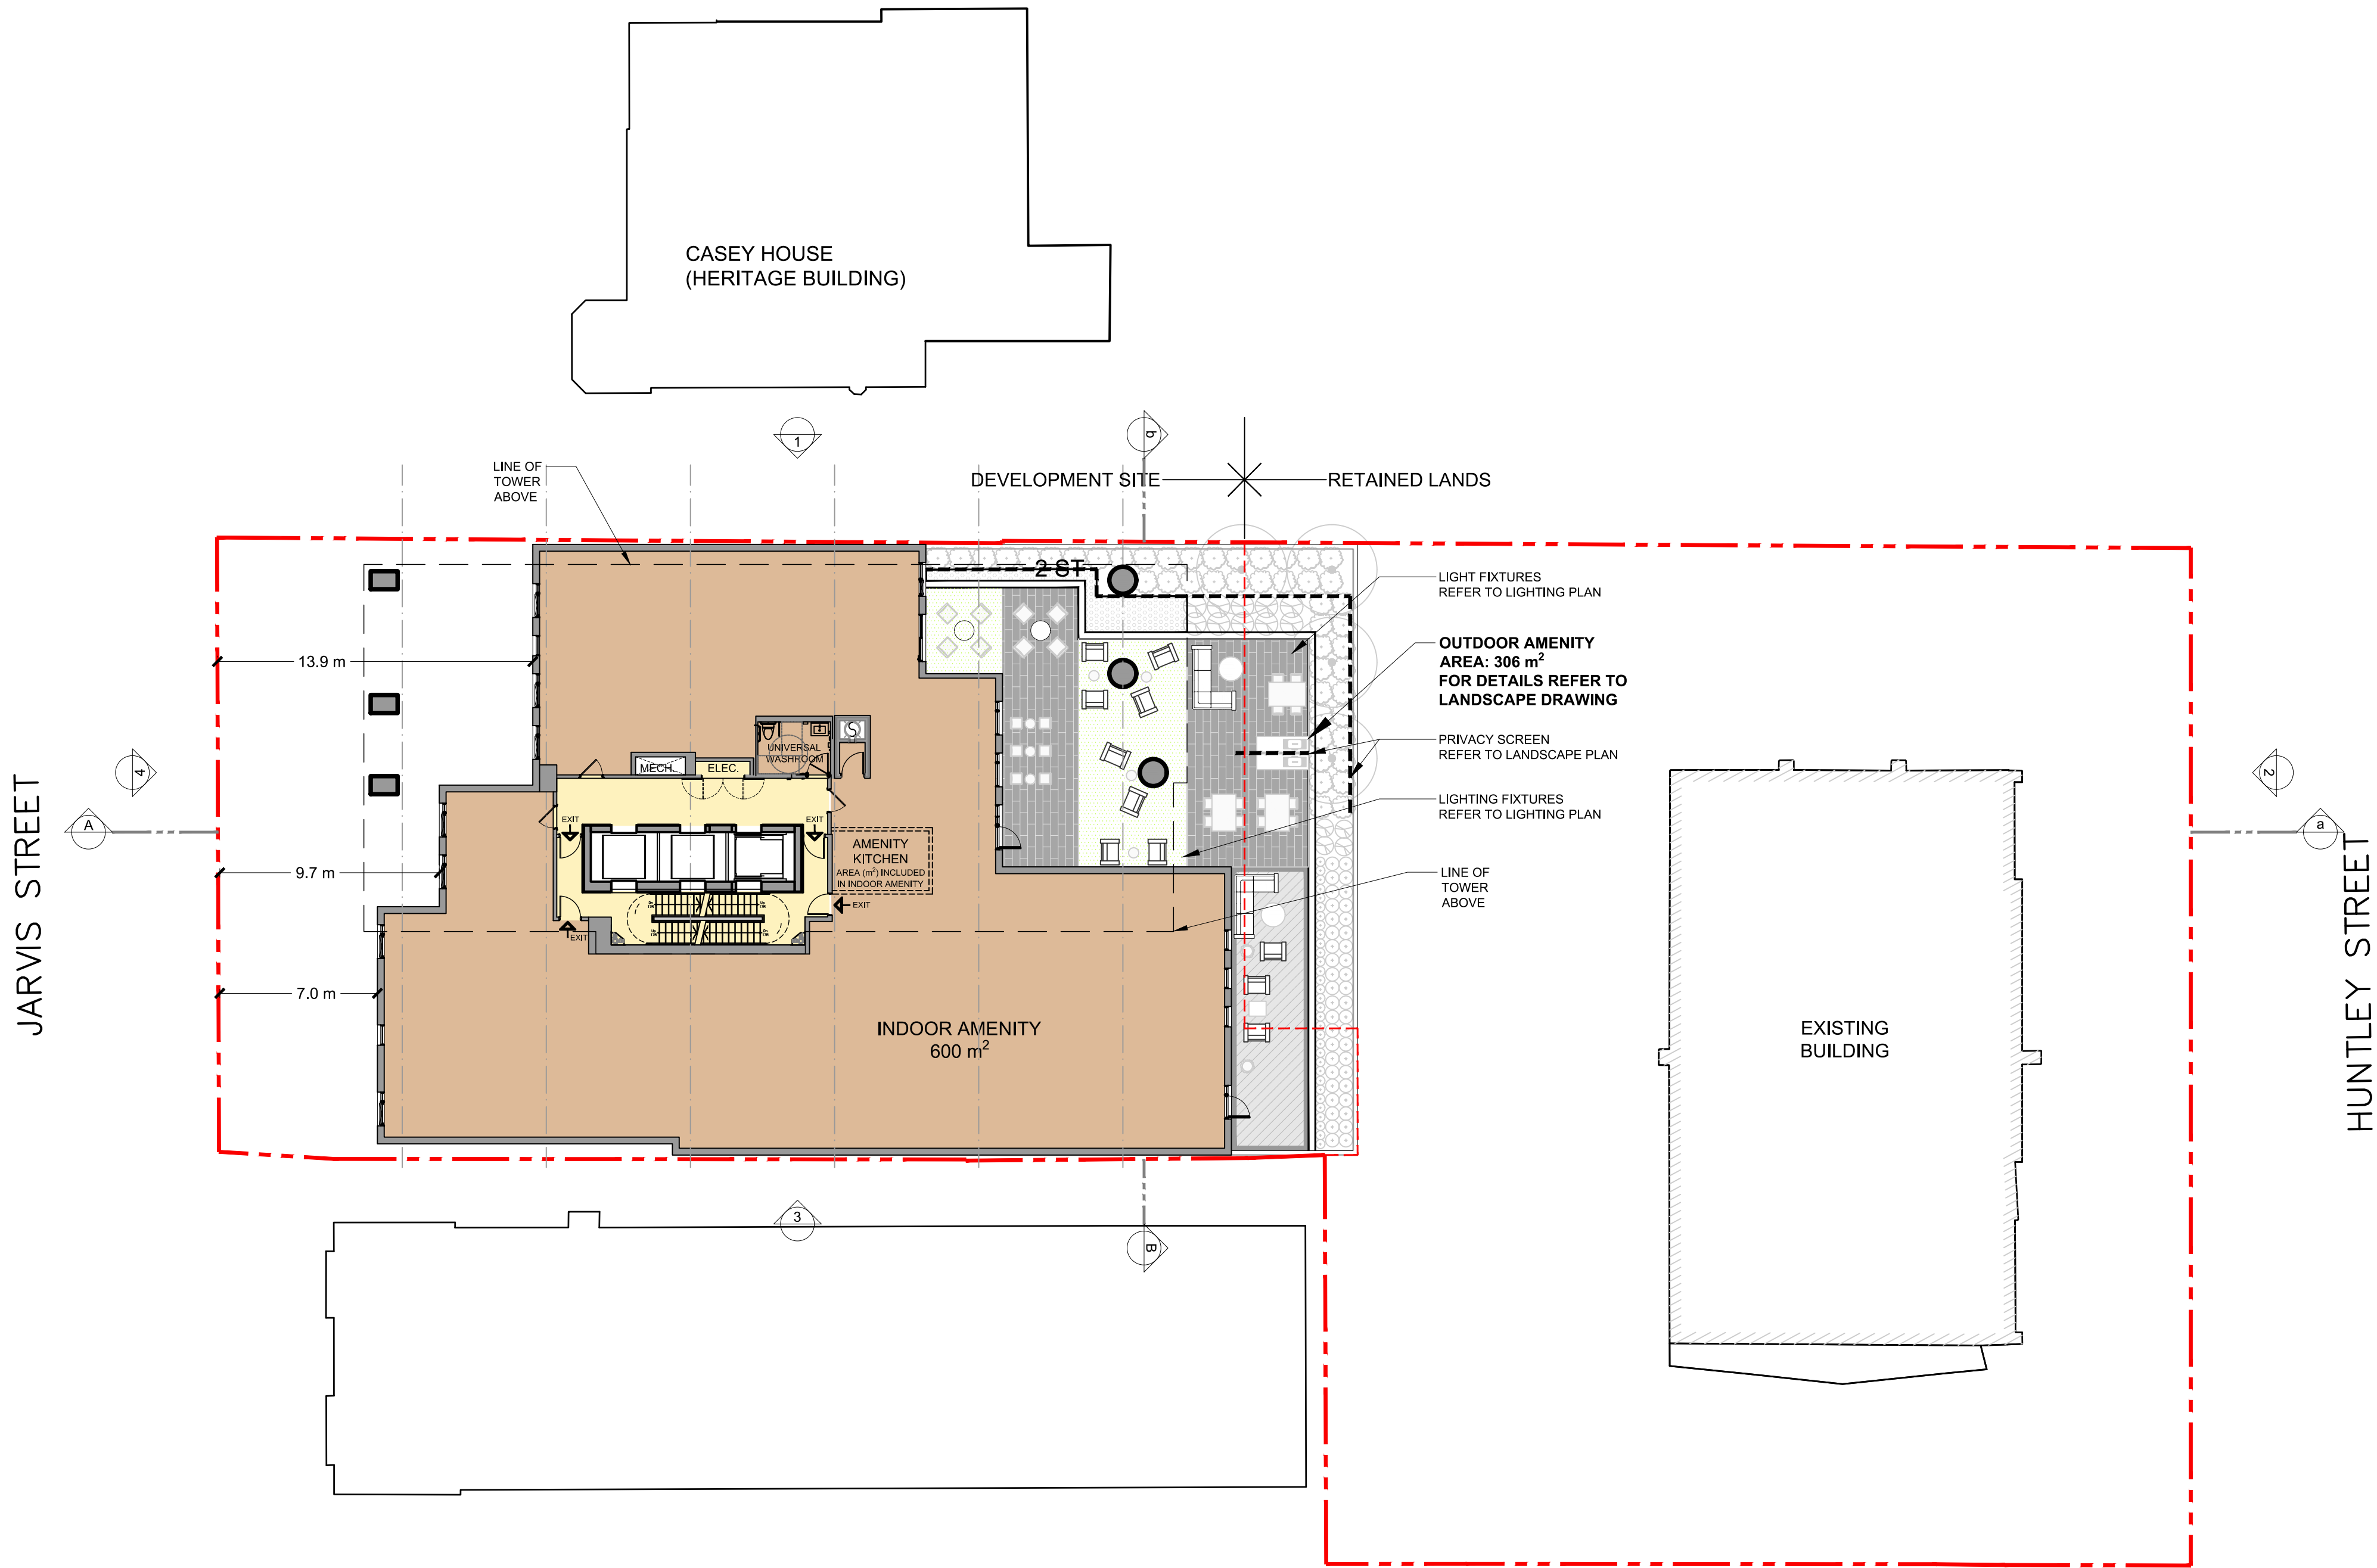 CASEY HOUSE
(HERITAGE BUILDING)
1
b
LINE OF
TOWER
ABOVE
DEVELOPMENT SITE
RETAINED LANDS
2 ST
LIGHT FIXTURES
REFER TO LIGHTING PLAN
13.9 m
OUTDOOR AMENITY
AREA: 306 m²
FOR DETAILS REFER TO
LANDSCAPE DRAWING
PRIVACY SCREEN
REFER TO LANDSCAPE PLAN
UNIVERSAL
WASHROOM
S
MECH.
ELEC.
4
2
LIGHTING FIXTURES
REFER TO LIGHTING PLAN
A
a
EXIT
EXIT
AMENITY
KITCHEN
AREA (m²) INCLUDED
IN INDOOR AMENITY
9.7 m
LINE OF
TOWER
ABOVE
EXIT
EXIT
JARVIS STREET
HUNTLEY STREET
7.0 m
INDOOR AMENITY
600 m²
EXISTING
BUILDING
3
B